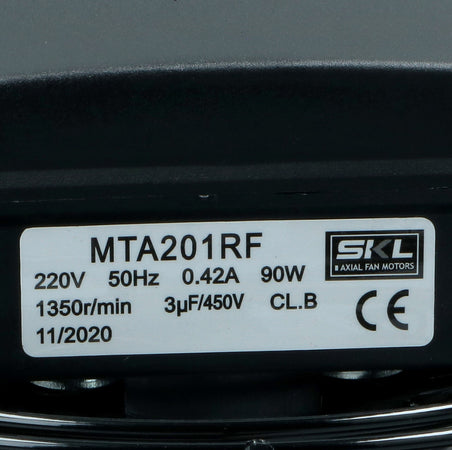 MTA201RF
SKL
AXIAL FAN MOTORS
220V 50Hz 0.42A 90W
1350r/min 3µF/450V CL.B
11/2020
CE